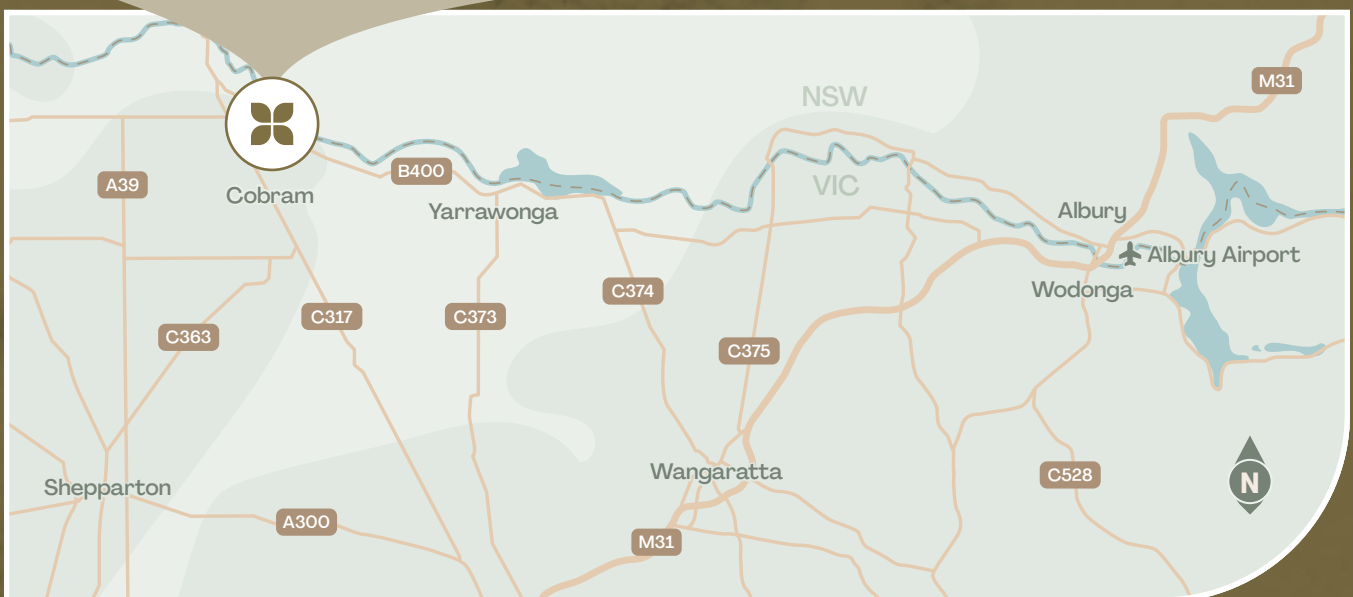 M31
NSW
B400
A39
VIC
Cobram
Yarrawonga
Albury
Albury Airport
Wodonga
C374
C317
C373
C363
C375
Wangaratta
C528
N
Shepparton
A300
M31